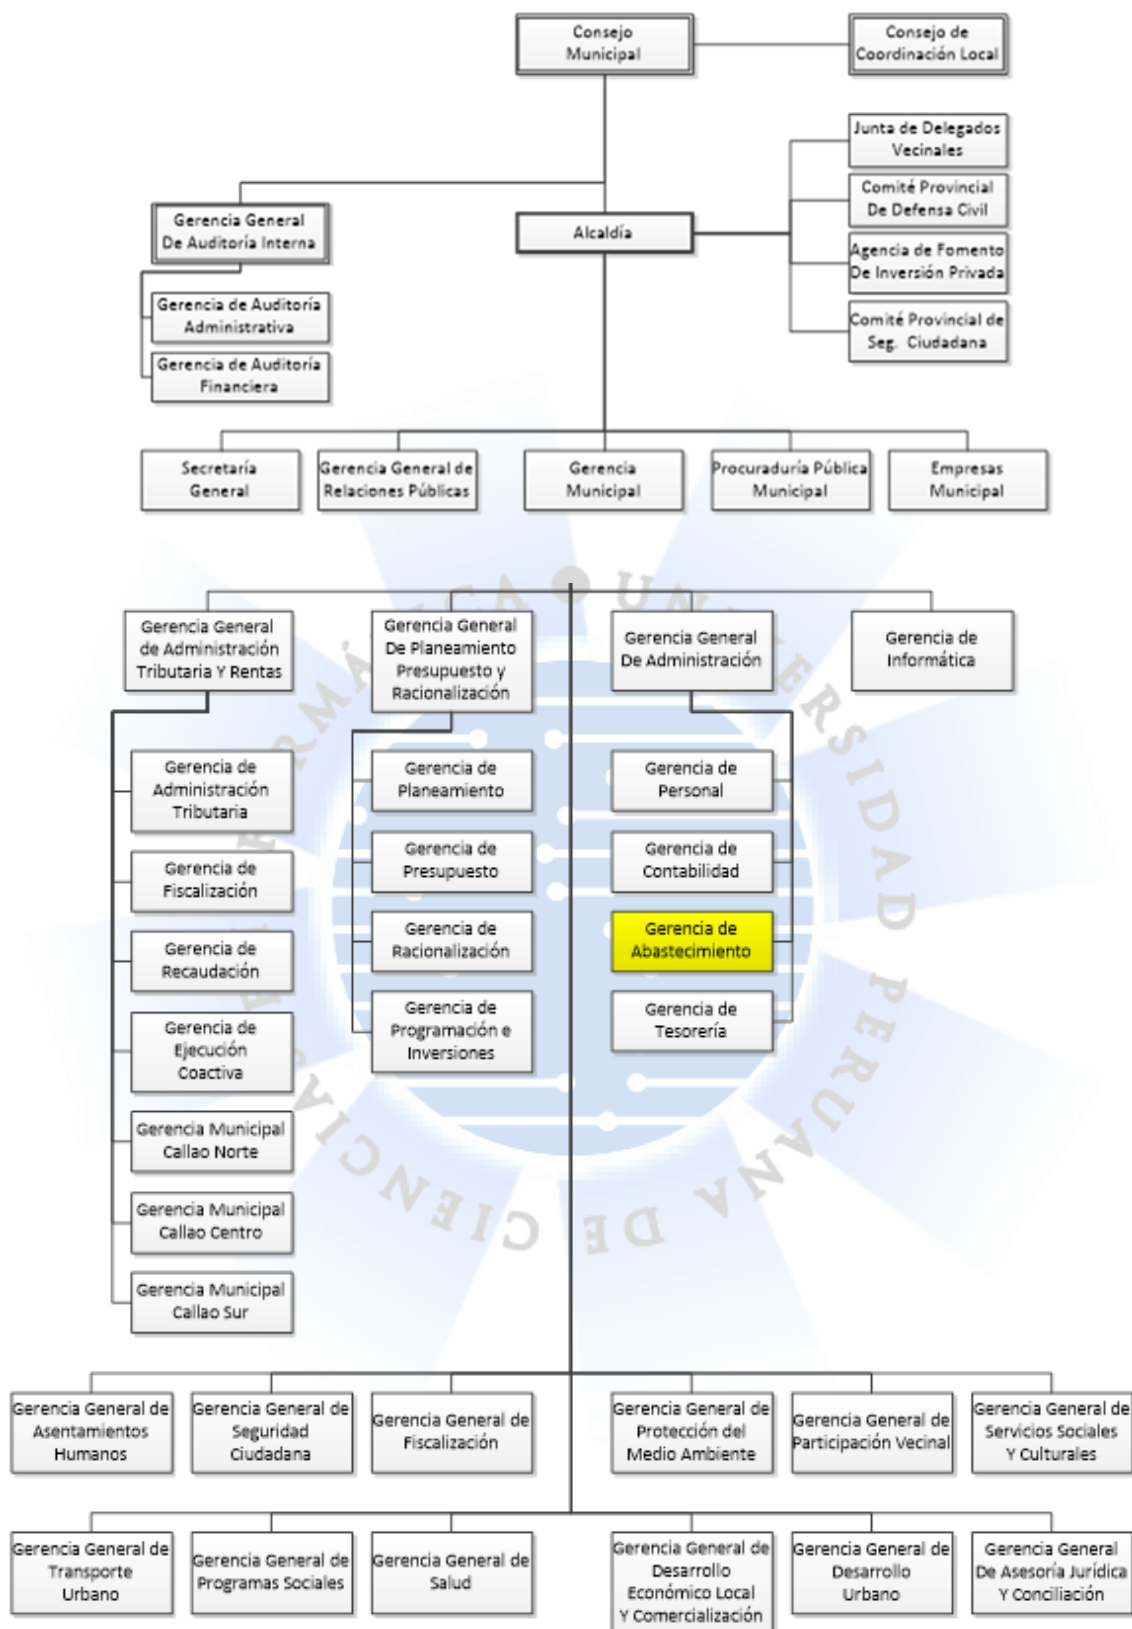 Consejo
Municipal
Consejo de
Coordinación Local
Junta de Delegados
Vecinales
Comité Provincial
De Defensa Civil
Gerencia General
De Auditoría Interna
Alcaldía
Agencia de Fomento
De Inversión Privada
Gerencia de Auditoría
Administrativa
Comité Provincial de
Seg. Ciudadana
Gerencia de Auditoría
Financiera
Secretaría
General
Gerencia General de
Relaciones Públicas
Gerencia
Municipal
Procuraduría Pública
Municipal
Empresas
Municipal
Gerencia General
de Administración
Tributaria Y Rentas
Gerencia General
De Planeamiento
Presupuesto y
Racionalización
Gerencia General
De Administración
Gerencia de
Informática
Gerencia de
Administración
Tributaria
Gerencia de
Fiscalización
Gerencia de
Recaudación
Gerencia de
Ejecución
Coactiva
Gerencia Municipal
Callao Norte
Gerencia Municipal
Callao Centro
Gerencia Municipal
Callao Sur
Gerencia de
Planeamiento
Gerencia de
Presupuesto
Gerencia de
Racionalización
Gerencia de
Programación e
Inversiones
Gerencia de
Personal
Gerencia de
Contabilidad
Gerencia de
Abastecimiento
Gerencia de
Tesorería
Gerencia General de
Asentamientos
Humanos
Gerencia General de
Seguridad
Ciudadana
Gerencia General de
Fiscalización
Gerencia General de
Protección del
Medio Ambiente
Gerencia General de
Participación Vecinal
Gerencia General de
Servicios Sociales
Y Culturales
Gerencia General de
Transporte
Urbano
Gerencia General de
Programas Sociales
Gerencia General de
Salud
Gerencia General de
Desarrollo
Económico Local
Y Comercialización
Gerencia General de
Desarrollo
Urbano
Gerencia General
De Asesoría Jurídica
Y Conciliación
UNIVERSIDAD PERUANA DE CIENCIAS